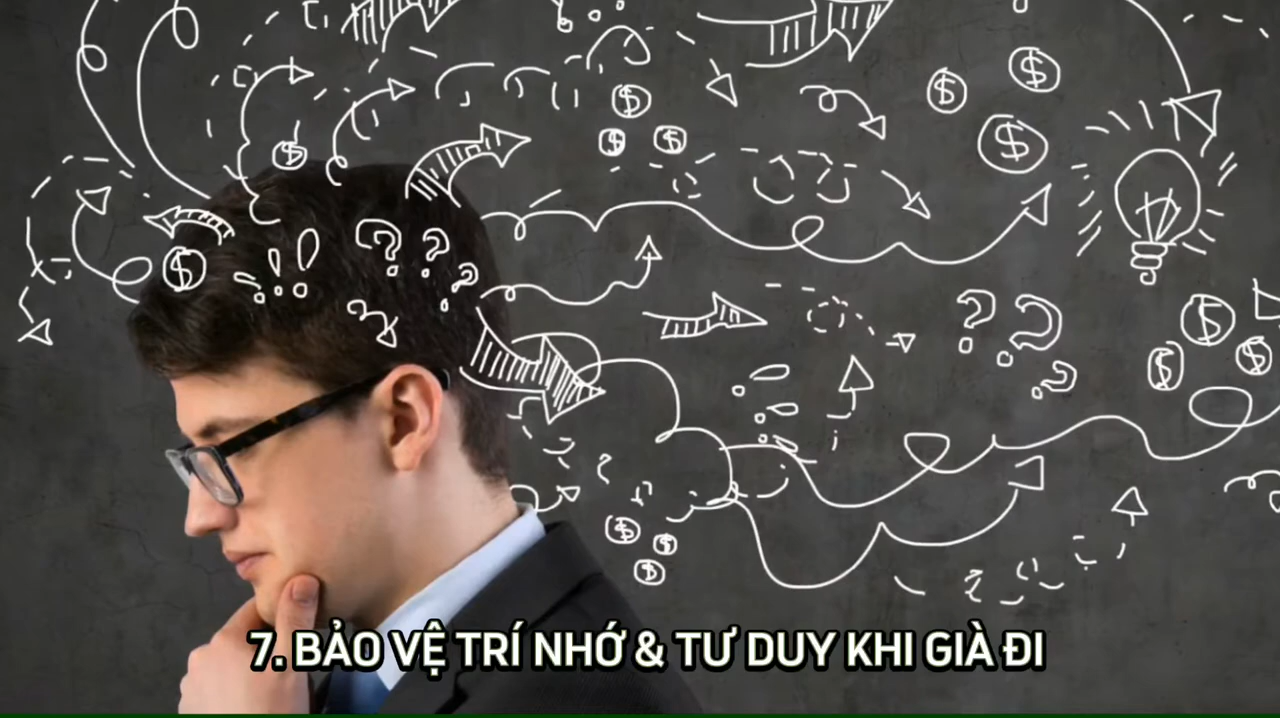 7. BẢO VỆ TRÍ NHỚ & TƯ DUY KHI GIÀ ĐI